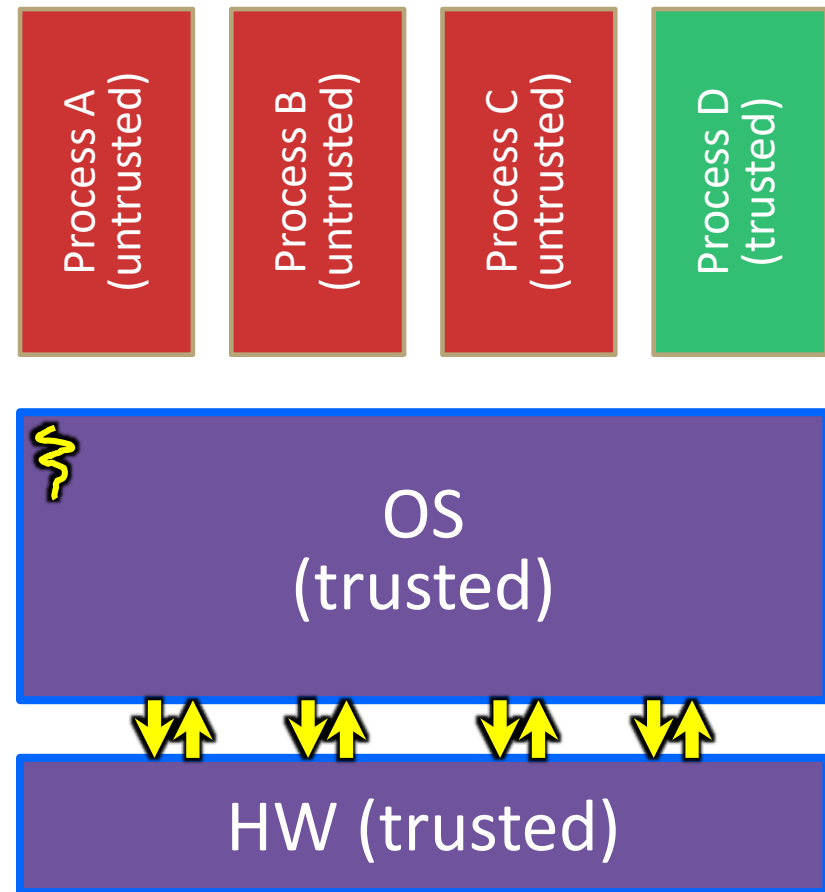 Process A
(untrusted)
Process B
(untrusted)
Process C
(untrusted)
Process D
(trusted)
OS
(trusted)
HW (trusted)